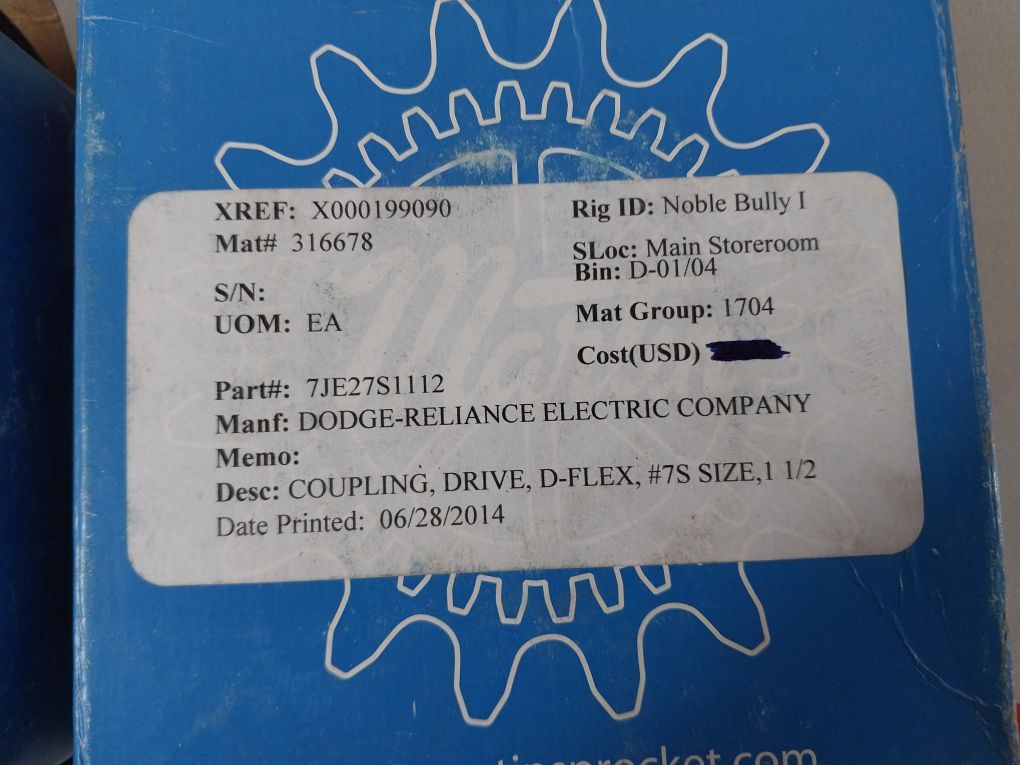 XREF: X000199090
Rig ID: Noble Bully I
Mat# 316678
SLoc: Main Storeroom
Bin: D-01/04
S/N:
UOM: EA
Mat Group: 1704
Cost(USD)
Part#: 7JE27S1112
Manf: DODGE-RELIANCE ELECTRIC COMPANY
Memo:
Desc: COUPLING, DRIVE, D-FLEX, #7S SIZE,1 1/2
Date Printed: 06/28/2014